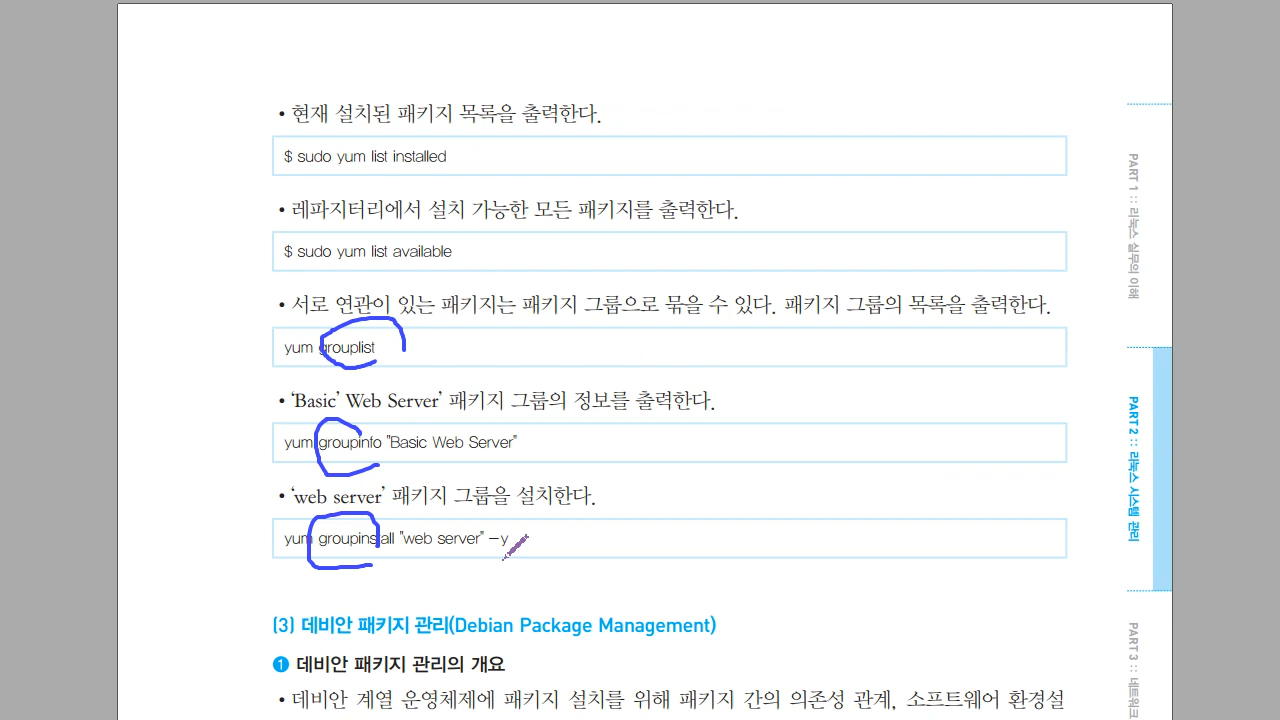 • 현재 설치된 패키지 목록을 출력한다.
$ sudo yum list installed
• 레파지터리에서 설치 가능한 모든 패키지를 출력한다.
$ sudo yum list available
• 서로 연관이 있는 패키지는 패키지 그룹으로 묶을 수 있다. 패키지 그룹의 목록을 출력한다.
yum grouplist
• ‘Basic’ Web Server’ 패키지 그룹의 정보를 출력한다.
yum groupinfo "Basic Web Server"
• ‘web server’ 패키지 그룹을 설치한다.
yum groupinstall "web server" –y
(3) 데비안 패키지 관리(Debian Package Management)
1 데비안 패키지 관리의 개요
• 데비안 계열 운영체제에 패키지 설치를 위해 패키지 간의 의존성 관계, 소프트웨어 환경설
PART 1 :: 리눅스 실무의 이해
PART 2 :: 리눅스 시스템 관리
PART 3 :: 네트워크